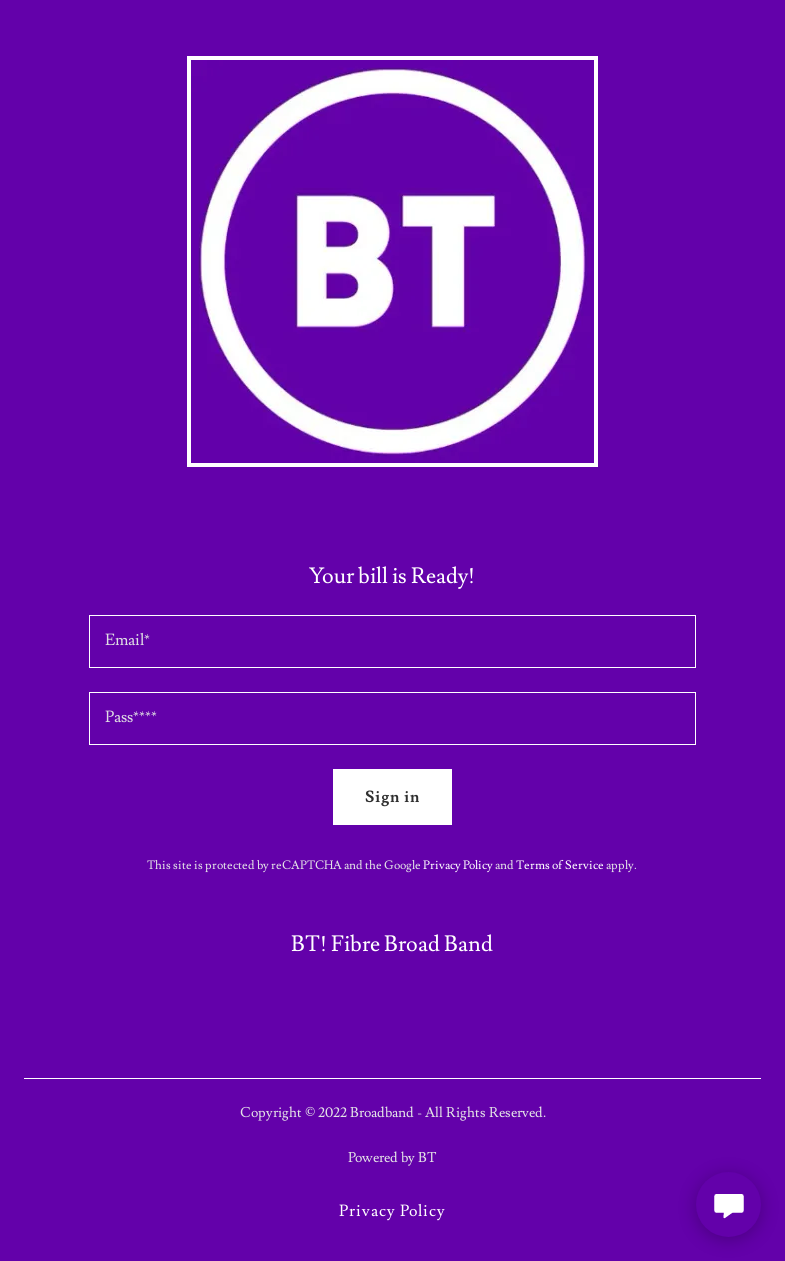 BT
Your bill is Ready!
Email*
Pass****
Sign in
This site is protected by reCAPTCHA and the Google Privacy Policy and Terms of Service apply.
BT! Fibre Broad Band
Copyright © 2022 Broadband - All Rights Reserved.
Powered by BT
Privacy Policy